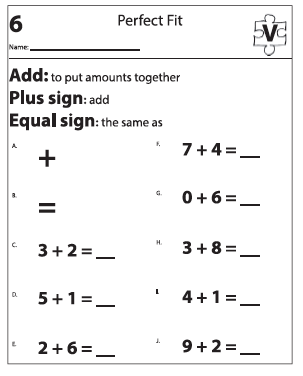 6
Perfect Fit
V
Name: ____________
Add: to put amounts together
Plus sign: add
Equal sign: the same as
A. +
B. =
C. 3 + 2 = __
D. 5 + 1 = __
E. 2 + 6 = __
F. 7 + 4 = __
G. 0 + 6 = __
H. 3 + 8 = __
I. 4 + 1 = __
J. 9 + 2 = __